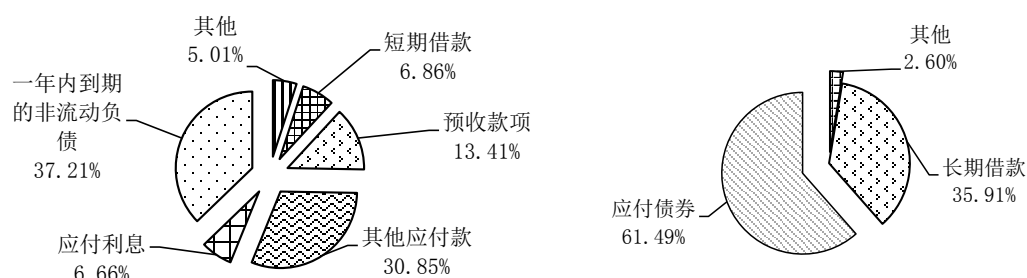 其他
5.01%
短期借款
6.86%
一年内到期
的非流动负
债
37.21%
预收款项
13.41%
应付利息
6.66%
其他应付款
30.85%
其他
2.60%
应付债券
61.49%
长期借款
35.91%